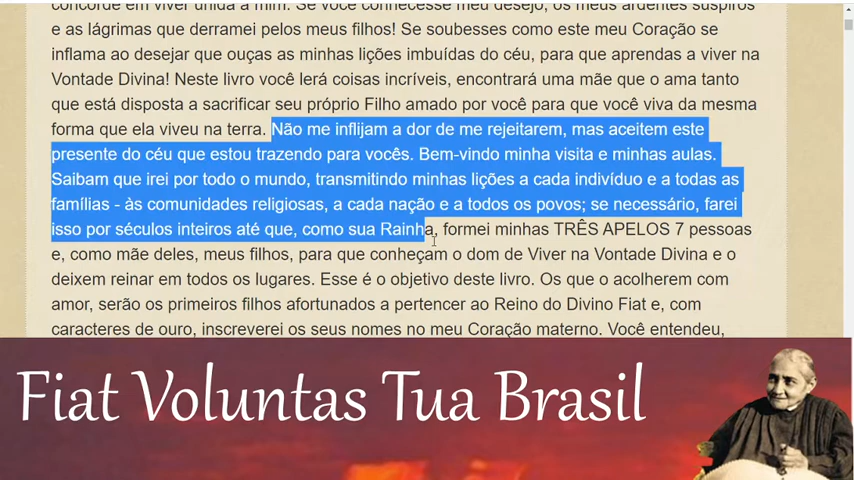 concorde em viver unida a mim. Se você conhecesse meu desejo, os meus ardentes suspiros
e as lágrimas que derramei pelos meus filhos! Se soubesses como este meu Coração se
inflama ao desejar que ouças as minhas lições imbuídas do céu, para que aprendas a viver na
Vontade Divina! Neste livro você lerá coisas incríveis, encontrará uma mãe que o ama tanto
que está disposta a sacrificar seu próprio Filho amado por você para que você viva da mesma
forma que ela viveu na terra. Não me inflijam a dor de me rejeitarem, mas aceitem este
presente do céu que estou trazendo para vocês. Bem-vindo minha visita e minhas aulas.
Saibam que irei por todo o mundo, transmitindo minhas lições a cada indivíduo e a todas as
famílias - às comunidades religiosas, a cada nação e a todos os povos; se necessário, farei
isso por séculos inteiros até que, como sua Rainha, formei minhas TRÊS APELOS 7 pessoas
e, como mãe deles, meus filhos, para que conheçam o dom de Viver na Vontade Divina e o
deixem reinar em todos os lugares. Esse é o objetivo deste livro. Os que o acolherem com
amor, serão os primeiros filhos afortunados a pertencer ao Reino do Divino Fiat e, com
caracteres de ouro, inscreverei os seus nomes no meu Coração materno. Você entendeu,
Fiat Voluntas Tua Brasil